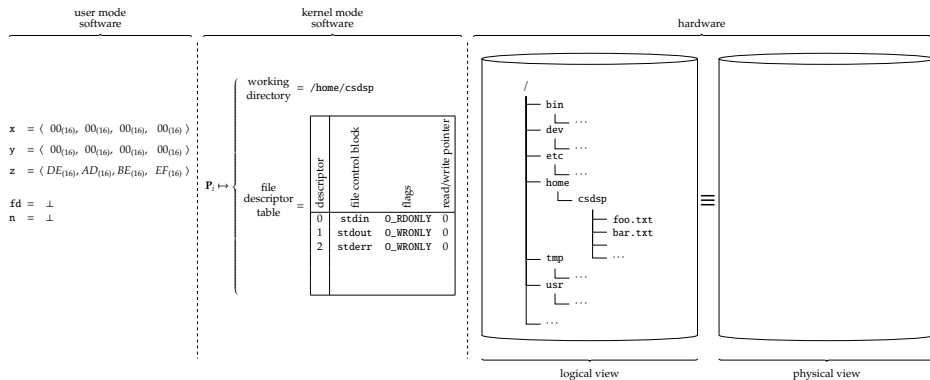 user mode
software
kernel mode
software
hardware
x = ⟨ 00(16), 00(16), 00(16), 00(16) ⟩
y = ⟨ 00(16), 00(16), 00(16), 00(16) ⟩
z = ⟨ DE(16), AD(16), BE(16), EF(16) ⟩
fd = ⊥
n = ⊥
Pi ↦
working
directory = /home/csdsp
file
descriptor =
table
descriptor file control block flags read/write pointer
0 stdin O_RDONLY 0
1 stdout O_WRONLY 0
2 stderr O_WRONLY 0
/
bin
...
dev
...
etc
...
home
csdsp
foo.txt
bar.txt
...
tmp
...
usr
...
...
≡
logical view
physical view